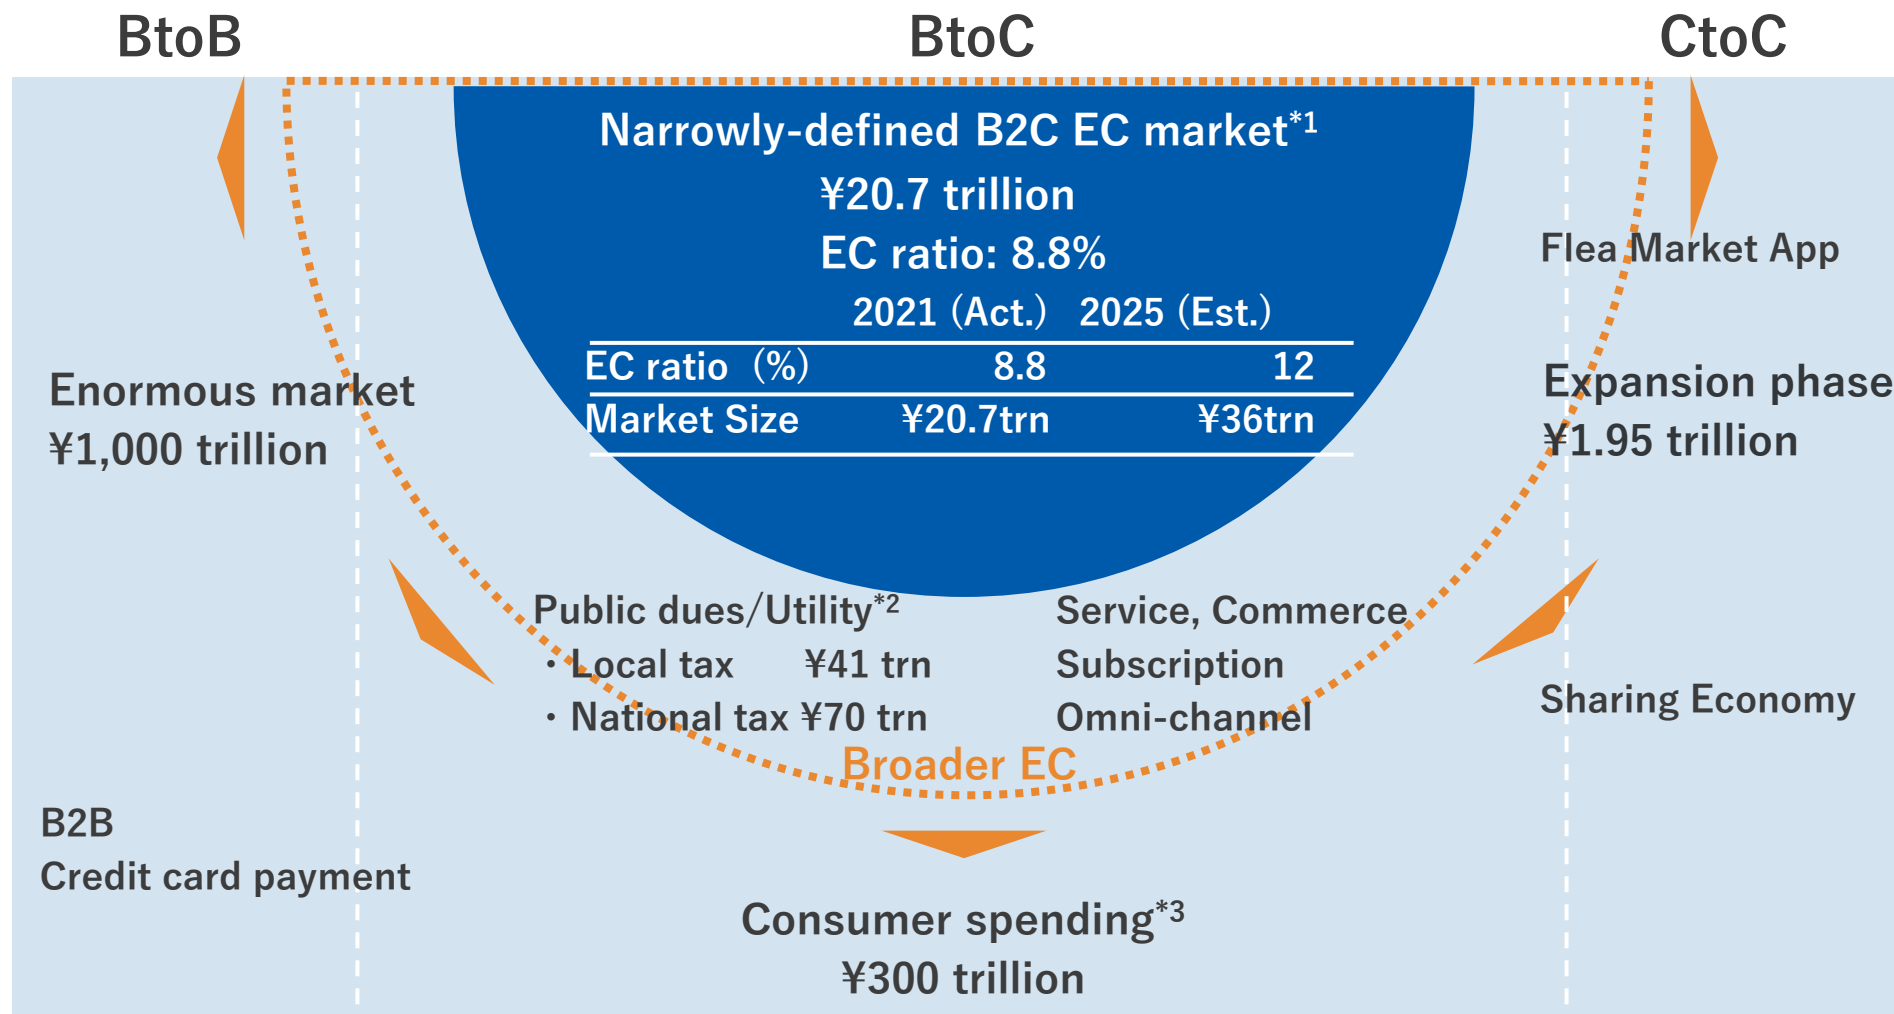 BtoB BtoC CtoC
Narrowly-defined B2C EC market*1
¥20.7 trillion
EC ratio: 8.8%
2021 (Act.) 2025 (Est.)
EC ratio (%) 8.8 12
Market Size ¥20.7trn ¥36trn
Enormous market
¥1,000 trillion
Flea Market App
Expansion phase
¥1.95 trillion
Public dues/Utility*2
・Local tax ¥41 trn
・National tax ¥70 trn
Service, Commerce
Subscription
Omni-channel
Broader EC
Sharing Economy
B2B
Credit card payment
Consumer spending*3
¥300 trillion